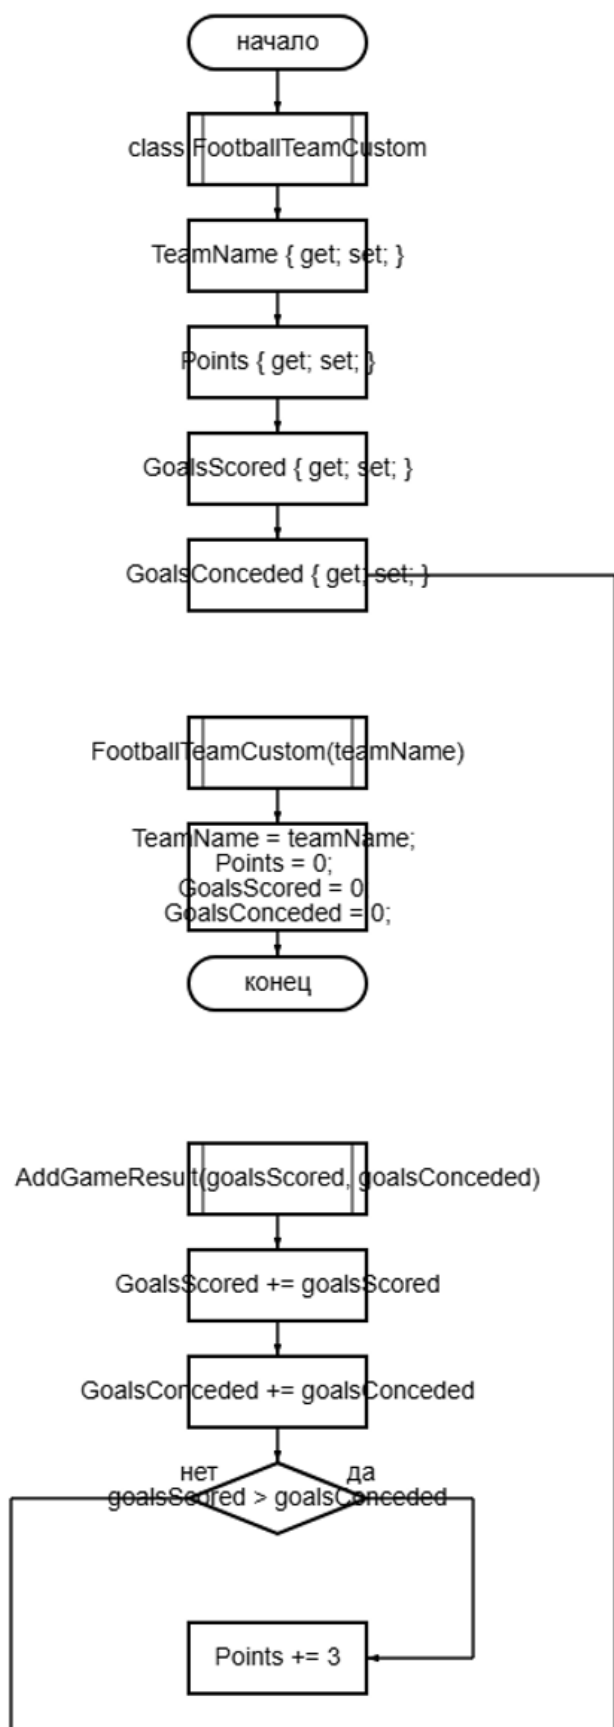 начало
class FootballTeamCustom
TeamName { get; set; }
Points { get; set; }
GoalsScored { get; set; }
GoalsConceded { get; set; }
FootballTeamCustom(teamName)
TeamName = teamName;
Points = 0;
GoalsScored = 0
GoalsConceded = 0;
конец
AddGameResult(goalsScored, goalsConceded)
GoalsScored += goalsScored
GoalsConceded += goalsConceded
нет да
goalsScored > goalsConceded
Points += 3